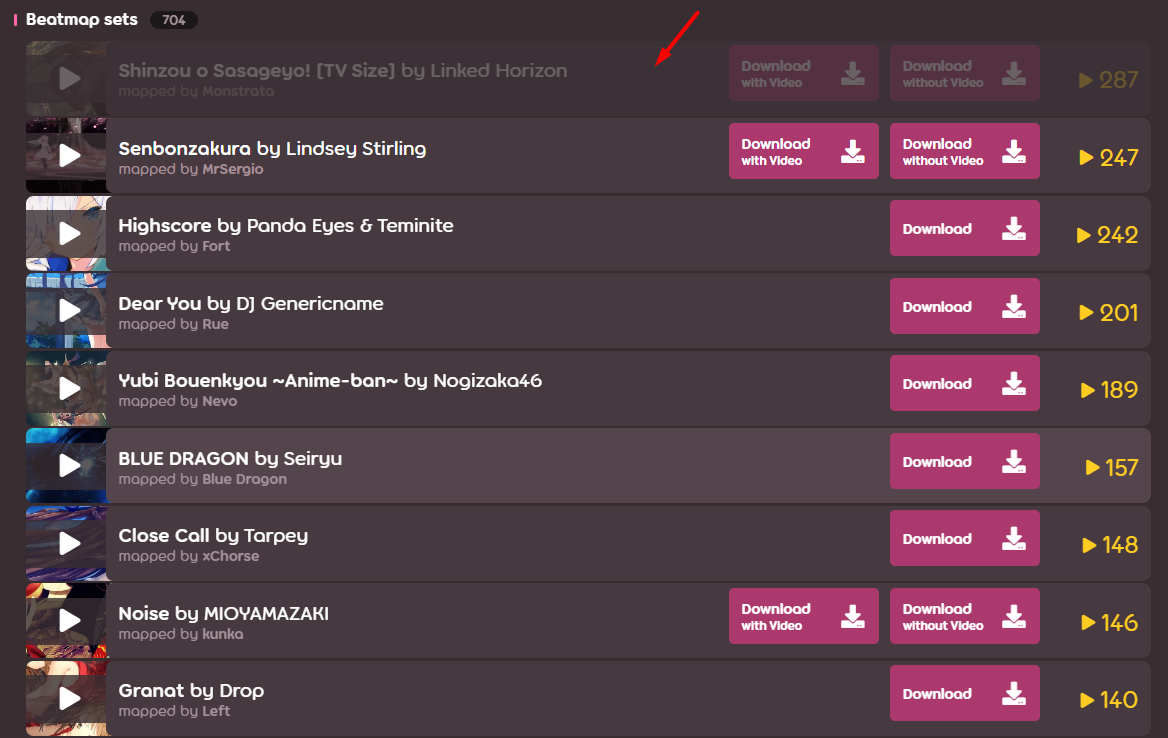 Beatmap sets 704
Shinzou o Sasageyo! [TV Size] by Linked Horizon
mapped by Monstrata
Download
with Video
Download
without Video
287
Senbonzakura by Lindsey Stirling
mapped by MrSergio
Download
with Video
Download
without Video
247
Highscore by Panda Eyes & Teminite
mapped by Fort
Download
242
Dear You by DJ Genericname
mapped by Rue
Download
201
Yubi Bouenkyou ~Anime-ban~ by Nogizaka46
mapped by Nevo
Download
189
BLUE DRAGON by Seiryu
mapped by Blue Dragon
Download
157
Close Call by Tarpey
mapped by xChorse
Download
148
Noise by MIOYAMAZAKI
mapped by kunka
Download
with Video
Download
without Video
146
Granat by Drop
mapped by Left
Download
140